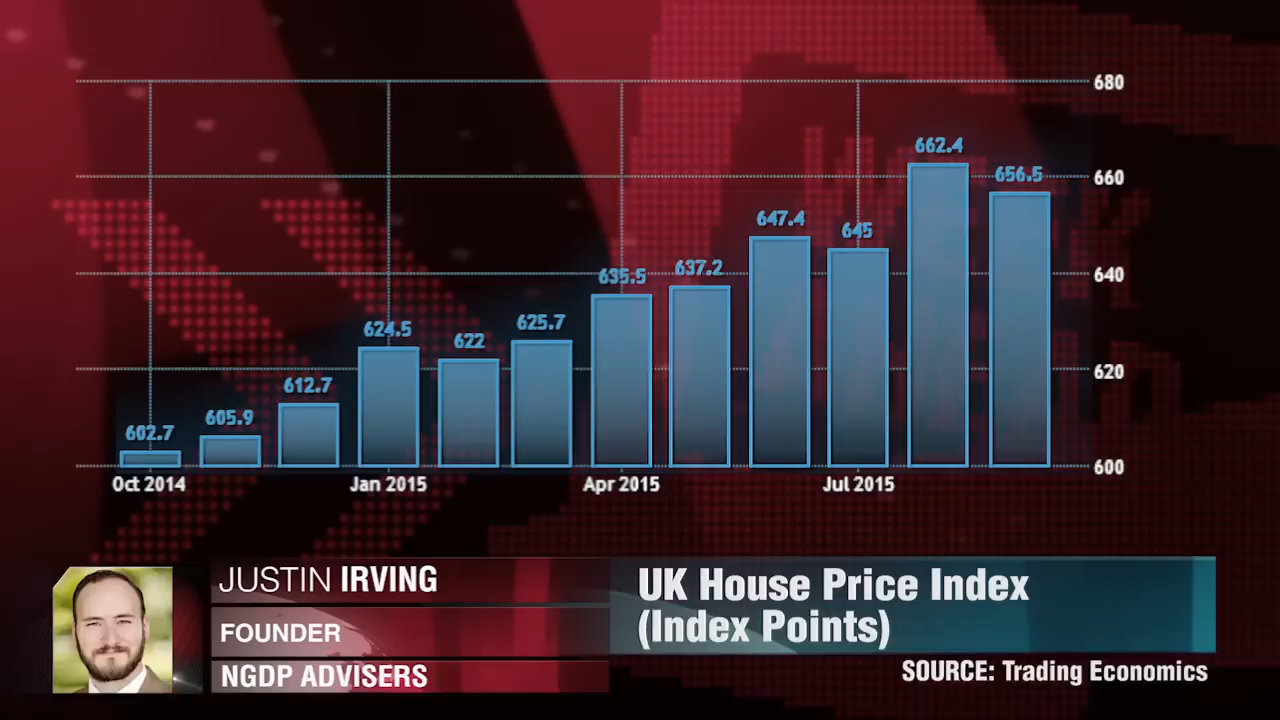 680
662.4
656.5
660
647.4
645
635.5
637.2
640
624.5
622
625.7
612.7
620
602.7
605.9
600
Oct 2014
Jan 2015
Apr 2015
Jul 2015
JUSTIN IRVING
FOUNDER
NGDP ADVISERS
UK House Price Index
(Index Points)
SOURCE: Trading Economics